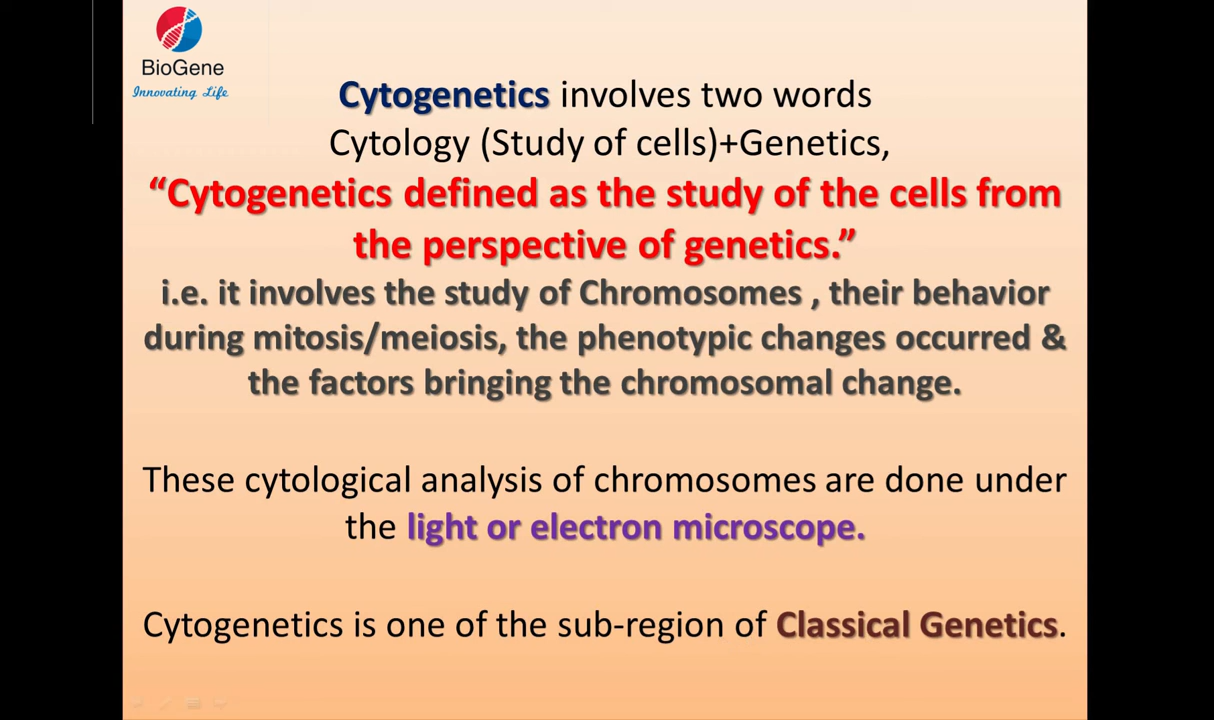 BioGene
Innovating Life
Cytogenetics involves two words
Cytology (Study of cells)+Genetics,
“Cytogenetics defined as the study of the cells from
the perspective of genetics.”
i.e. it involves the study of Chromosomes , their behavior
during mitosis/meiosis, the phenotypic changes occurred &
the factors bringing the chromosomal change.
These cytological analysis of chromosomes are done under
the light or electron microscope.
Cytogenetics is one of the sub-region of Classical Genetics.